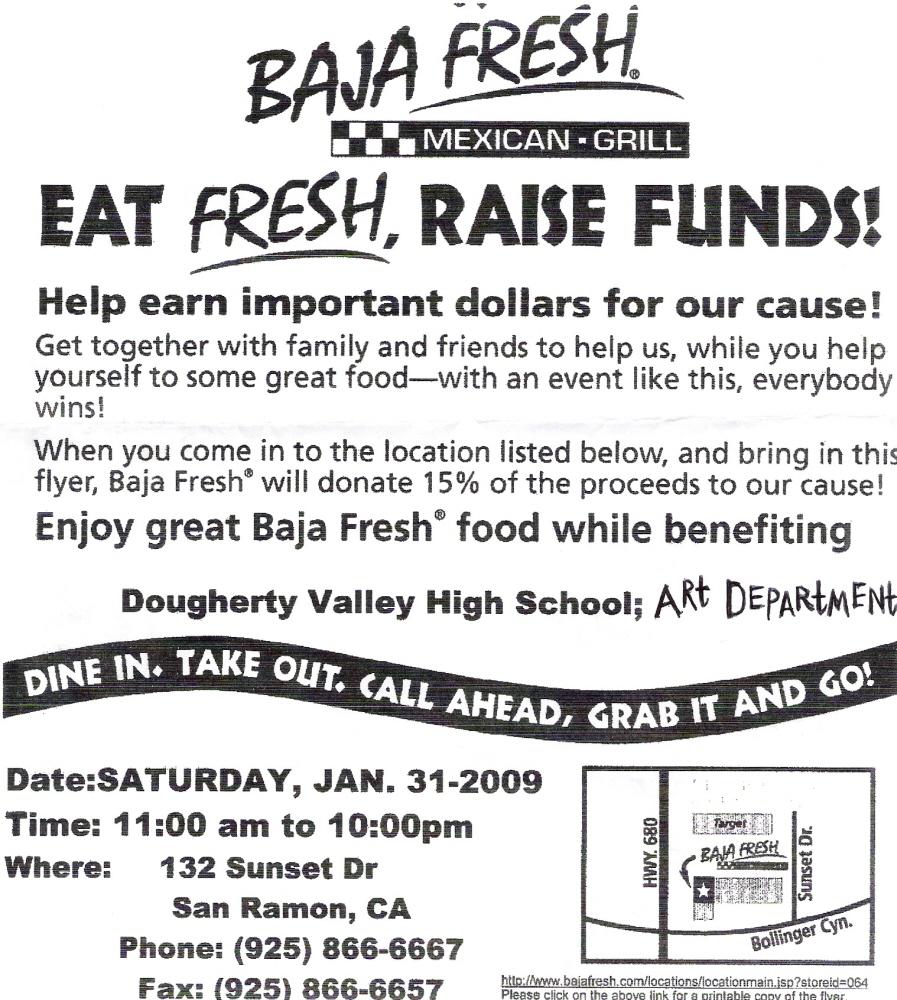 BAJA FRESH®
MEXICAN • GRILL
EAT FRESH, RAISE FUNDS!
Help earn important dollars for our cause!
Get together with family and friends to help us, while you help
yourself to some great food—with an event like this, everybody
wins!
When you come in to the location listed below, and bring in this
flyer, Baja Fresh® will donate 15% of the proceeds to our cause!
Enjoy great Baja Fresh® food while benefiting
Dougherty Valley High School; ARt DEPARtMENt
DINE IN. TAKE OUT. CALL AHEAD, GRAB IT AND GO!
Date:SATURDAY, JAN. 31-2009
Time: 11:00 am to 10:00pm
Where: 132 Sunset Dr
San Ramon, CA
Phone: (925) 866-6667
Fax: (925) 866-6657
HWY. 680
Target
BAJA FRESH
Sunset Dr.
Bollinger Cyn.
http://www.bajafresh.com/locations/locationmain.jsp?storeid=064
Please click on the above link for a printable copy of the flyer